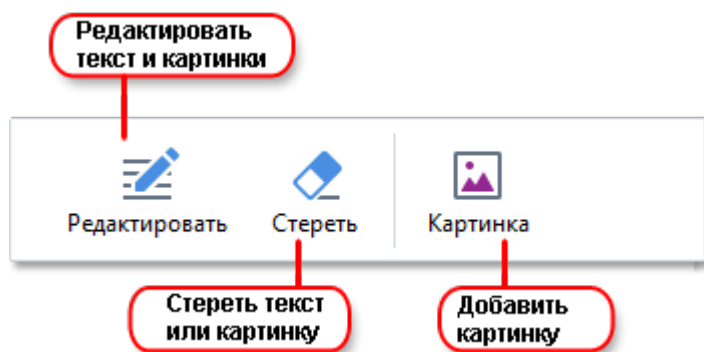 Редактировать
текст и картинки
Редактировать Стереть Картинка
Стереть текст
или картинку
Добавить
картинку